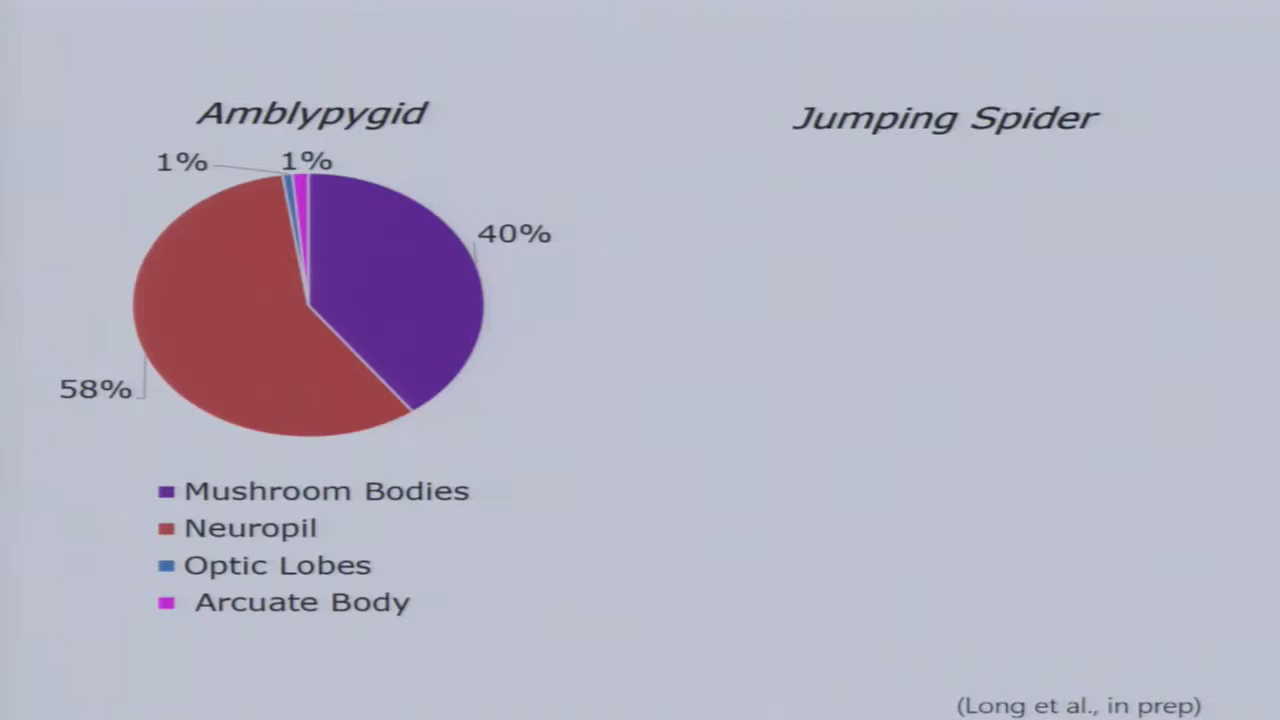 Amblypygid
Jumping Spider
1%
1%
40%
58%
Mushroom Bodies
Neuropil
Optic Lobes
Arcuate Body
(Long et al., in prep)